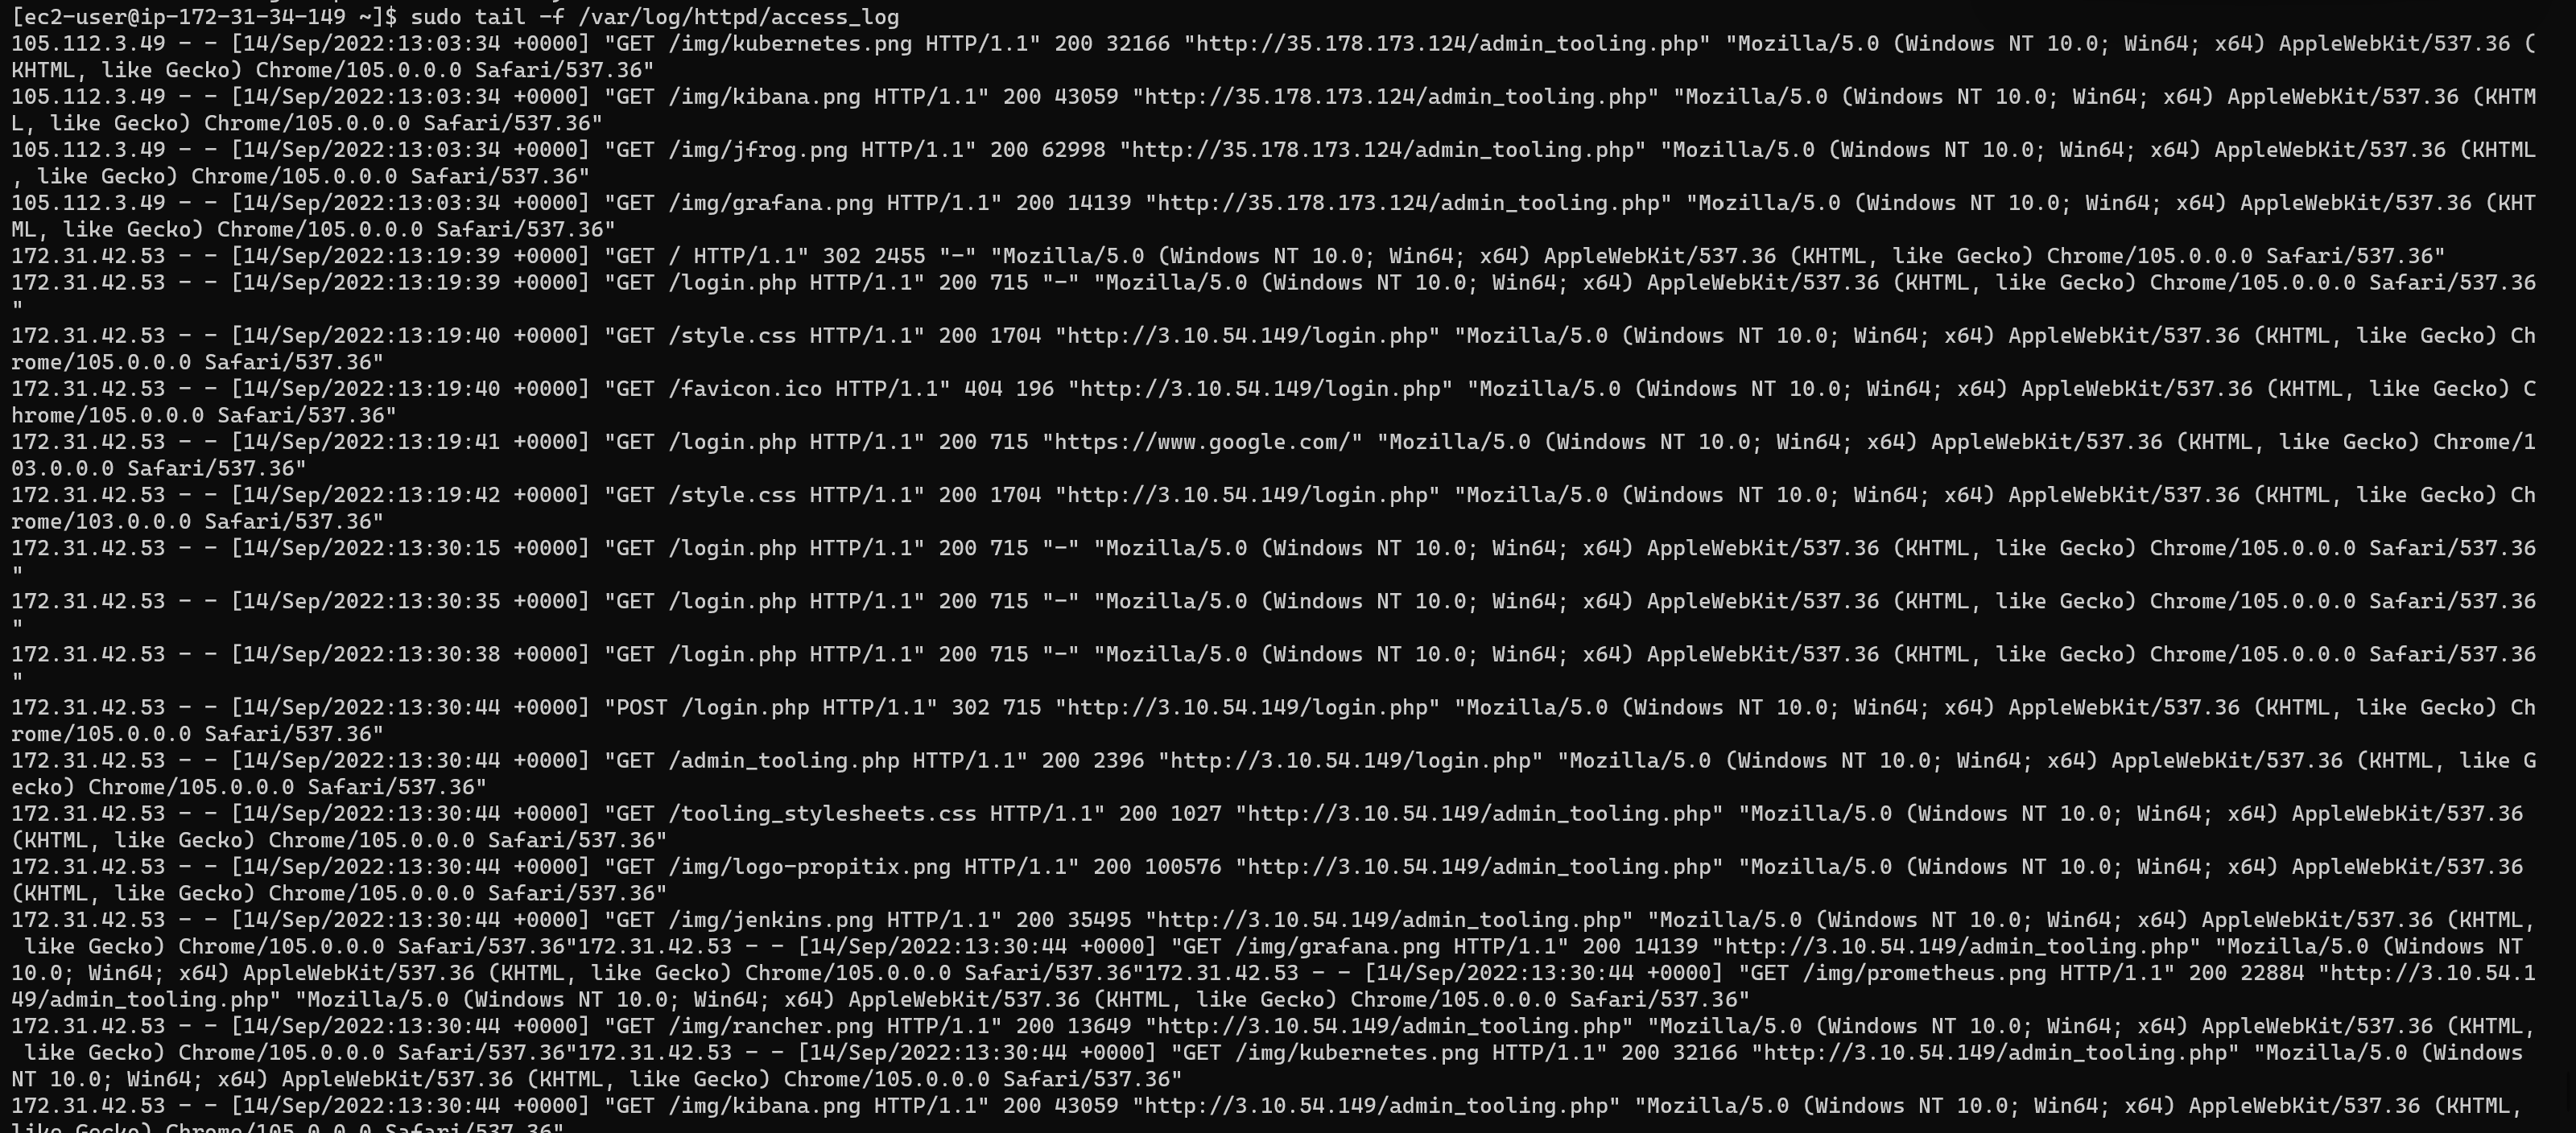 [ec2-user@ip-172-31-34-149 ~]$ sudo tail -f /var/log/httpd/access_log
105.112.3.49 - - [14/Sep/2022:13:03:34 +0000] "GET /img/kubernetes.png HTTP/1.1" 200 32166 "http://35.178.173.124/admin_tooling.php" "Mozilla/5.0 (Windows NT 10.0; Win64; x64) AppleWebKit/537.36 (
KHTML, like Gecko) Chrome/105.0.0.0 Safari/537.36"
105.112.3.49 - - [14/Sep/2022:13:03:34 +0000] "GET /img/kibana.png HTTP/1.1" 200 43059 "http://35.178.173.124/admin_tooling.php" "Mozilla/5.0 (Windows NT 10.0; Win64; x64) AppleWebKit/537.36 (KHTM
L, like Gecko) Chrome/105.0.0.0 Safari/537.36"
105.112.3.49 - - [14/Sep/2022:13:03:34 +0000] "GET /img/jfrog.png HTTP/1.1" 200 62998 "http://35.178.173.124/admin_tooling.php" "Mozilla/5.0 (Windows NT 10.0; Win64; x64) AppleWebKit/537.36 (KHTML
, like Gecko) Chrome/105.0.0.0 Safari/537.36"
105.112.3.49 - - [14/Sep/2022:13:03:34 +0000] "GET /img/grafana.png HTTP/1.1" 200 14139 "http://35.178.173.124/admin_tooling.php" "Mozilla/5.0 (Windows NT 10.0; Win64; x64) AppleWebKit/537.36 (KHT
ML, like Gecko) Chrome/105.0.0.0 Safari/537.36"
172.31.42.53 - - [14/Sep/2022:13:19:39 +0000] "GET / HTTP/1.1" 302 2455 "-" "Mozilla/5.0 (Windows NT 10.0; Win64; x64) AppleWebKit/537.36 (KHTML, like Gecko) Chrome/105.0.0.0 Safari/537.36"
172.31.42.53 - - [14/Sep/2022:13:19:39 +0000] "GET /login.php HTTP/1.1" 200 715 "-" "Mozilla/5.0 (Windows NT 10.0; Win64; x64) AppleWebKit/537.36 (KHTML, like Gecko) Chrome/105.0.0.0 Safari/537.36
"
172.31.42.53 - - [14/Sep/2022:13:19:40 +0000] "GET /style.css HTTP/1.1" 200 1704 "http://3.10.54.149/login.php" "Mozilla/5.0 (Windows NT 10.0; Win64; x64) AppleWebKit/537.36 (KHTML, like Gecko) Ch
rome/105.0.0.0 Safari/537.36"
172.31.42.53 - - [14/Sep/2022:13:19:40 +0000] "GET /favicon.ico HTTP/1.1" 404 196 "http://3.10.54.149/login.php" "Mozilla/5.0 (Windows NT 10.0; Win64; x64) AppleWebKit/537.36 (KHTML, like Gecko) C
hrome/105.0.0.0 Safari/537.36"
172.31.42.53 - - [14/Sep/2022:13:19:41 +0000] "GET /login.php HTTP/1.1" 200 715 "https://www.google.com/" "Mozilla/5.0 (Windows NT 10.0; Win64; x64) AppleWebKit/537.36 (KHTML, like Gecko) Chrome/1
03.0.0.0 Safari/537.36"
172.31.42.53 - - [14/Sep/2022:13:19:42 +0000] "GET /style.css HTTP/1.1" 200 1704 "http://3.10.54.149/login.php" "Mozilla/5.0 (Windows NT 10.0; Win64; x64) AppleWebKit/537.36 (KHTML, like Gecko) Ch
rome/103.0.0.0 Safari/537.36"
172.31.42.53 - - [14/Sep/2022:13:30:15 +0000] "GET /login.php HTTP/1.1" 200 715 "-" "Mozilla/5.0 (Windows NT 10.0; Win64; x64) AppleWebKit/537.36 (KHTML, like Gecko) Chrome/105.0.0.0 Safari/537.36
"
172.31.42.53 - - [14/Sep/2022:13:30:35 +0000] "GET /login.php HTTP/1.1" 200 715 "-" "Mozilla/5.0 (Windows NT 10.0; Win64; x64) AppleWebKit/537.36 (KHTML, like Gecko) Chrome/105.0.0.0 Safari/537.36
"
172.31.42.53 - - [14/Sep/2022:13:30:38 +0000] "GET /login.php HTTP/1.1" 200 715 "-" "Mozilla/5.0 (Windows NT 10.0; Win64; x64) AppleWebKit/537.36 (KHTML, like Gecko) Chrome/105.0.0.0 Safari/537.36
"
172.31.42.53 - - [14/Sep/2022:13:30:44 +0000] "POST /login.php HTTP/1.1" 302 715 "http://3.10.54.149/login.php" "Mozilla/5.0 (Windows NT 10.0; Win64; x64) AppleWebKit/537.36 (KHTML, like Gecko) Ch
rome/105.0.0.0 Safari/537.36"
172.31.42.53 - - [14/Sep/2022:13:30:44 +0000] "GET /admin_tooling.php HTTP/1.1" 200 2396 "http://3.10.54.149/login.php" "Mozilla/5.0 (Windows NT 10.0; Win64; x64) AppleWebKit/537.36 (KHTML, like G
ecko) Chrome/105.0.0.0 Safari/537.36"
172.31.42.53 - - [14/Sep/2022:13:30:44 +0000] "GET /tooling_stylesheets.css HTTP/1.1" 200 1027 "http://3.10.54.149/admin_tooling.php" "Mozilla/5.0 (Windows NT 10.0; Win64; x64) AppleWebKit/537.36
(KHTML, like Gecko) Chrome/105.0.0.0 Safari/537.36"
172.31.42.53 - - [14/Sep/2022:13:30:44 +0000] "GET /img/logo-propitix.png HTTP/1.1" 200 100576 "http://3.10.54.149/admin_tooling.php" "Mozilla/5.0 (Windows NT 10.0; Win64; x64) AppleWebKit/537.36
(KHTML, like Gecko) Chrome/105.0.0.0 Safari/537.36"
172.31.42.53 - - [14/Sep/2022:13:30:44 +0000] "GET /img/jenkins.png HTTP/1.1" 200 35495 "http://3.10.54.149/admin_tooling.php" "Mozilla/5.0 (Windows NT 10.0; Win64; x64) AppleWebKit/537.36 (KHTML,
 like Gecko) Chrome/105.0.0.0 Safari/537.36"172.31.42.53 - - [14/Sep/2022:13:30:44 +0000] "GET /img/grafana.png HTTP/1.1" 200 14139 "http://3.10.54.149/admin_tooling.php" "Mozilla/5.0 (Windows NT
10.0; Win64; x64) AppleWebKit/537.36 (KHTML, like Gecko) Chrome/105.0.0.0 Safari/537.36"172.31.42.53 - - [14/Sep/2022:13:30:44 +0000] "GET /img/prometheus.png HTTP/1.1" 200 22884 "http://3.10.54.1
49/admin_tooling.php" "Mozilla/5.0 (Windows NT 10.0; Win64; x64) AppleWebKit/537.36 (KHTML, like Gecko) Chrome/105.0.0.0 Safari/537.36"
172.31.42.53 - - [14/Sep/2022:13:30:44 +0000] "GET /img/rancher.png HTTP/1.1" 200 13649 "http://3.10.54.149/admin_tooling.php" "Mozilla/5.0 (Windows NT 10.0; Win64; x64) AppleWebKit/537.36 (KHTML,
 like Gecko) Chrome/105.0.0.0 Safari/537.36"172.31.42.53 - - [14/Sep/2022:13:30:44 +0000] "GET /img/kubernetes.png HTTP/1.1" 200 32166 "http://3.10.54.149/admin_tooling.php" "Mozilla/5.0 (Windows
NT 10.0; Win64; x64) AppleWebKit/537.36 (KHTML, like Gecko) Chrome/105.0.0.0 Safari/537.36"
172.31.42.53 - - [14/Sep/2022:13:30:44 +0000] "GET /img/kibana.png HTTP/1.1" 200 43059 "http://3.10.54.149/admin_tooling.php" "Mozilla/5.0 (Windows NT 10.0; Win64; x64) AppleWebKit/537.36 (KHTML,
like Gecko) Chrome/105.0.0.0 Safari/537.36"